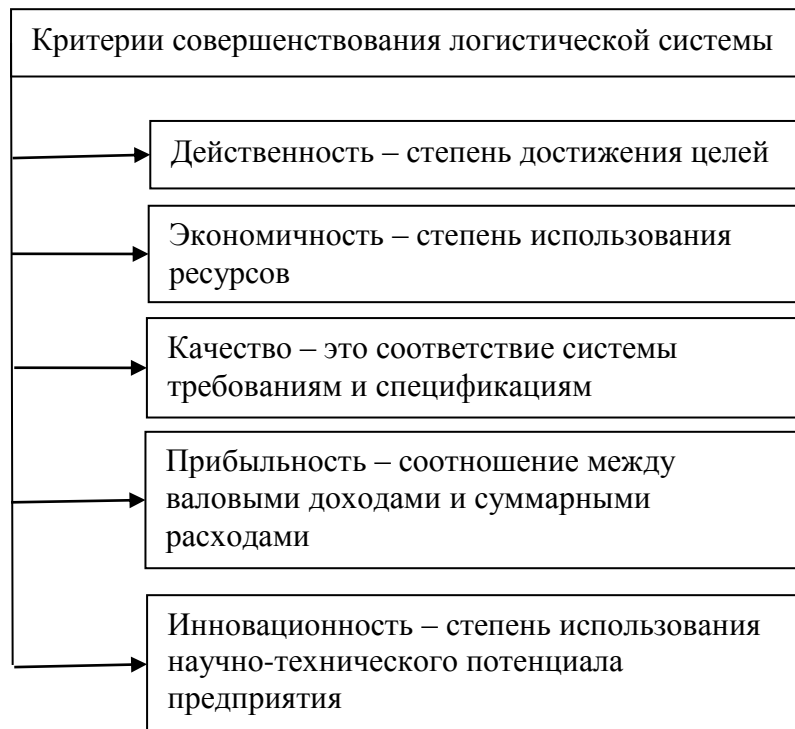 Критерии совершенствования логистической системы
Действенность – степень достижения целей
Экономичность – степень использования
ресурсов
Качество – это соответствие системы
требованиям и спецификациям
Прибыльность – соотношение между
валовыми доходами и суммарными
расходами
Инновационность – степень использования
научно-технического потенциала
предприятия